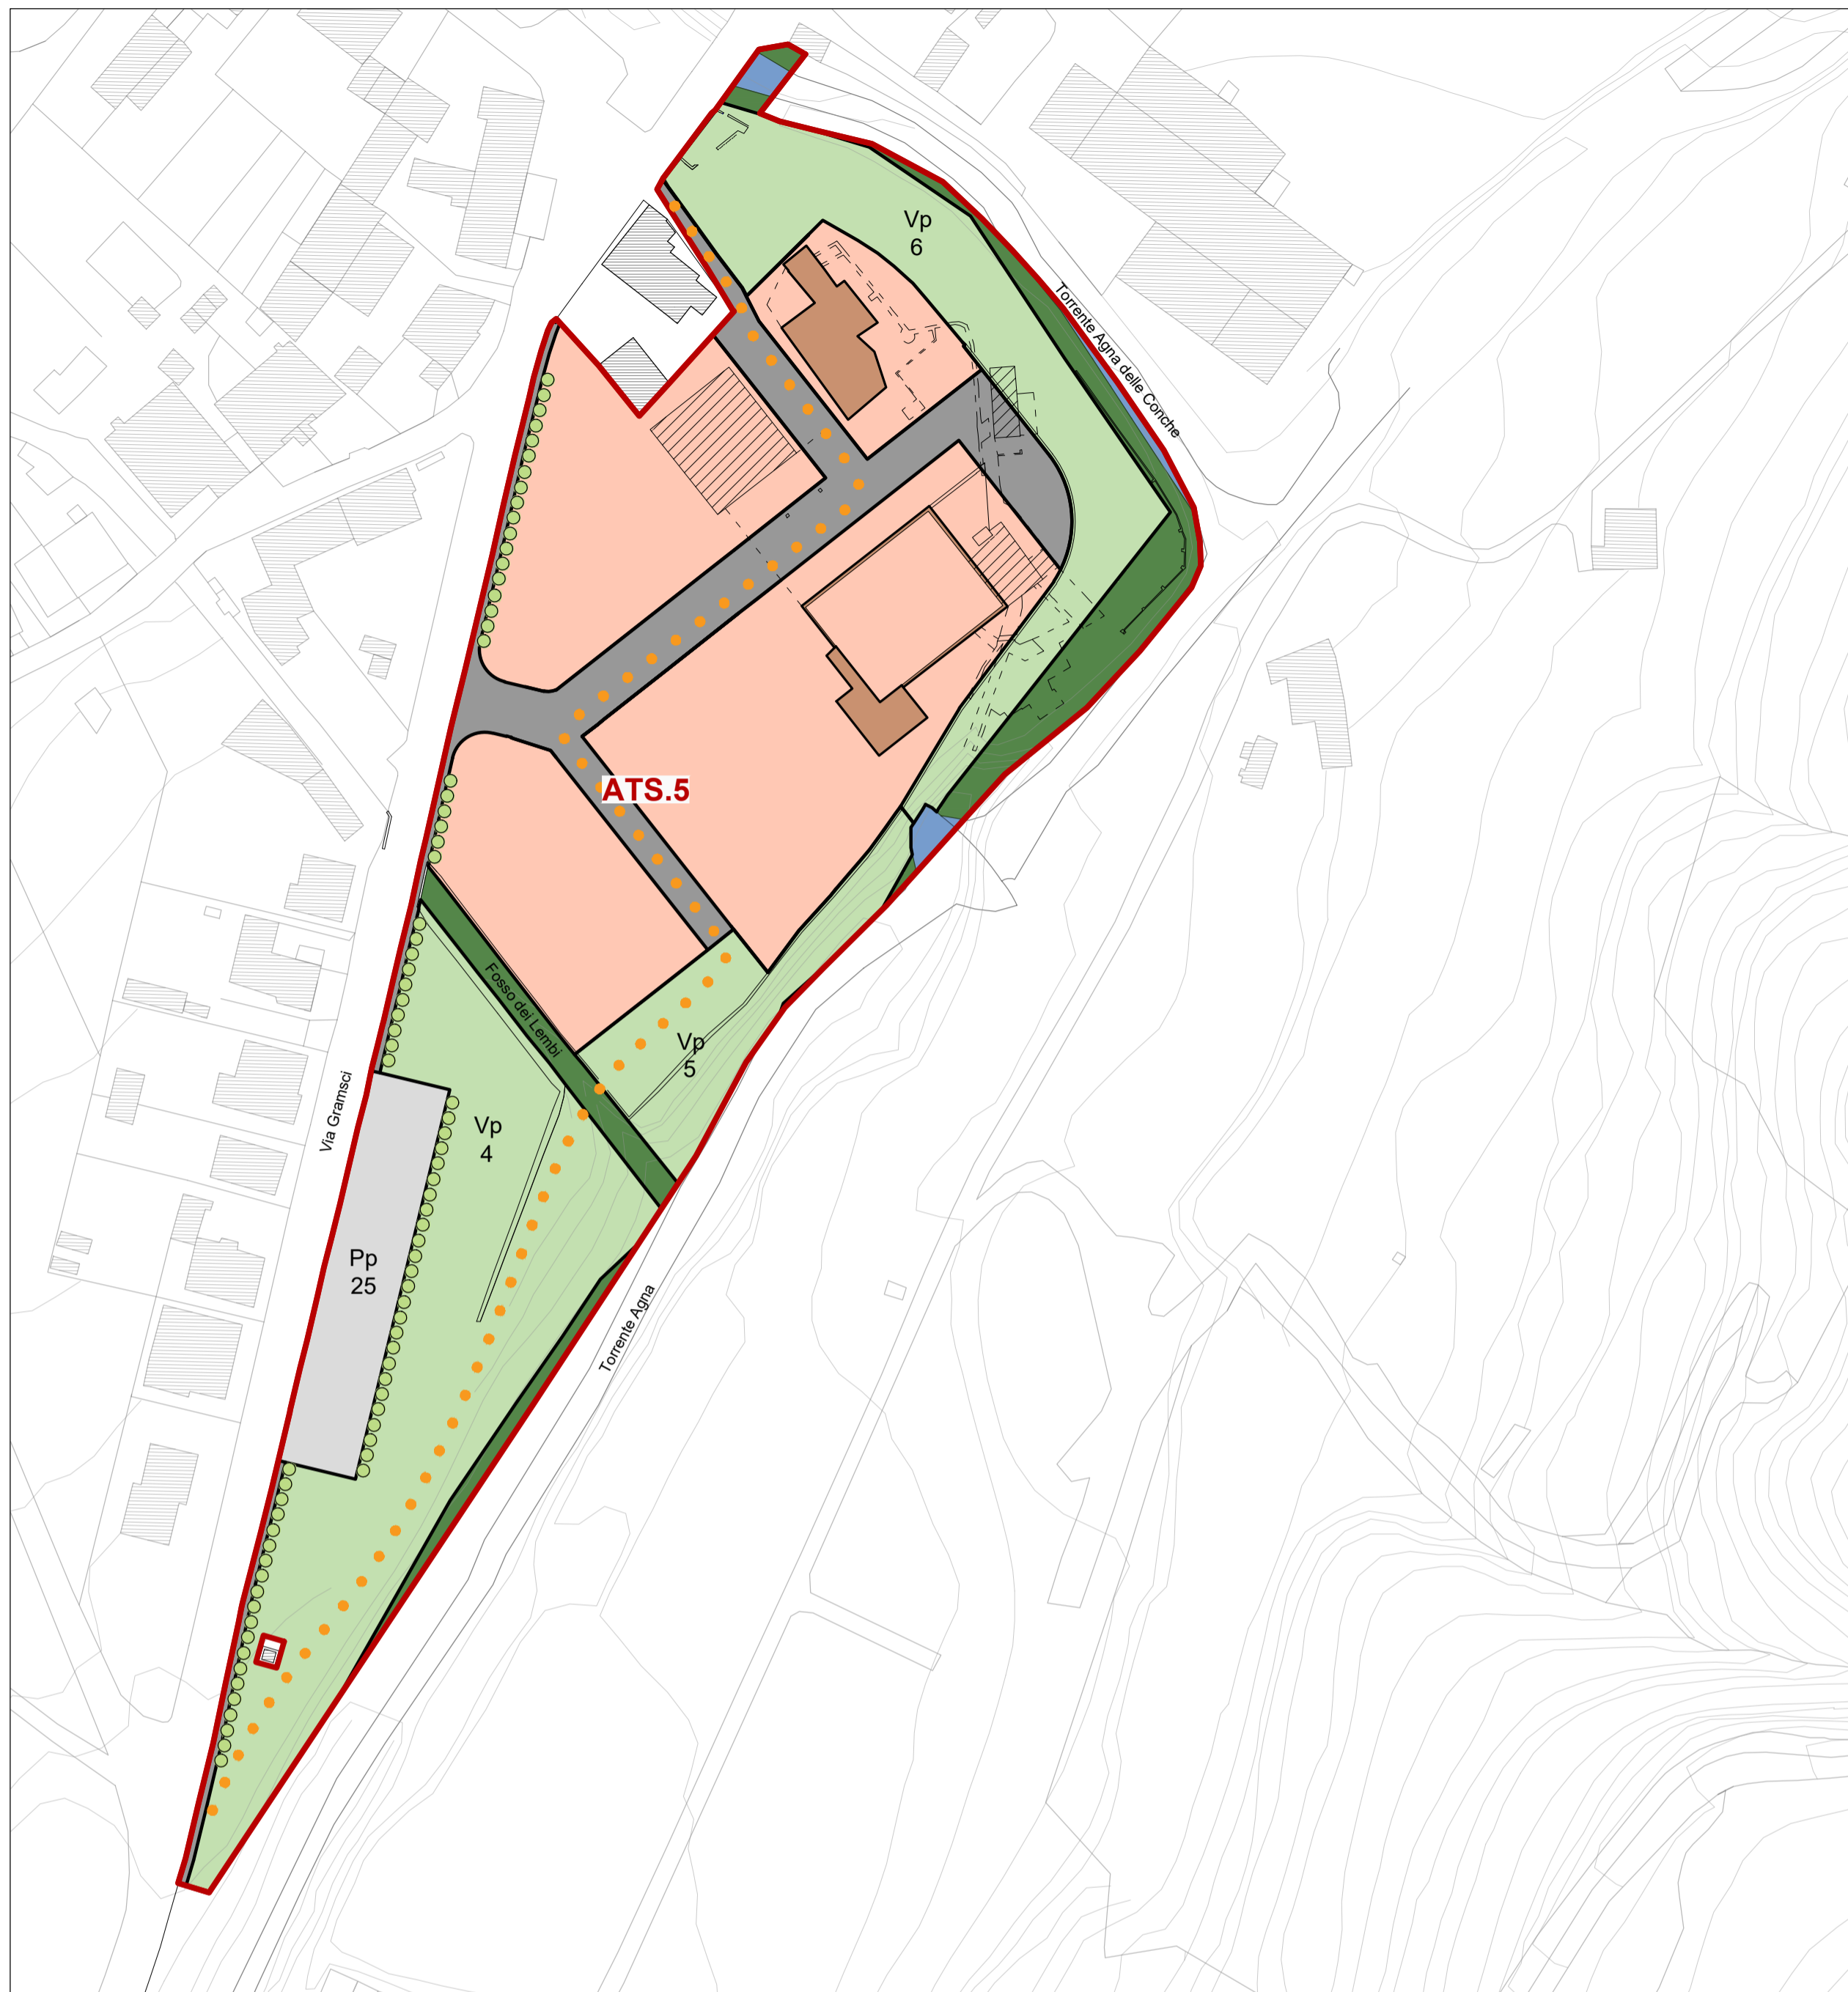 Vp
6
Torrente Agna delle Conche
ATS.5
Fosso dei Lembi
Vp
5
Via Gramsci
Vp
4
Pp
25
Torrente Agna